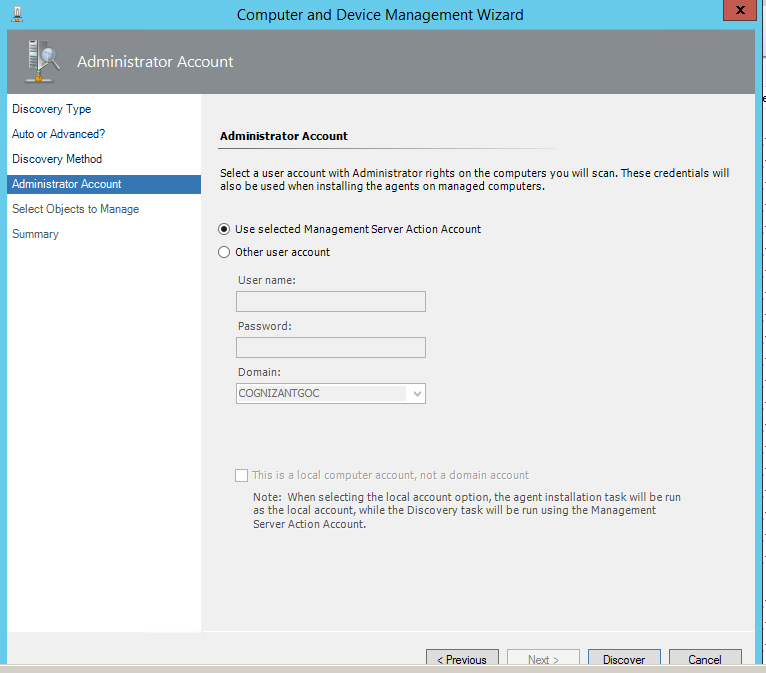 Computer and Device Management Wizard
x
Administrator Account
Discovery Type
Auto or Advanced?
Discovery Method
Administrator Account
Select Objects to Manage
Summary
Administrator Account
Select a user account with Administrator rights on the computers you will scan. These credentials will
also be used when installing the agents on managed computers.
Use selected Management Server Action Account
Other user account
User name:
Password:
Domain:
COGNIZANTGOC
This is a local computer account, not a domain account
Note: When selecting the local account option, the agent installation task will be run
as the local account, while the Discovery task will be run using the Management
Server Action Account.
< Previous
Next >
Discover
Cancel